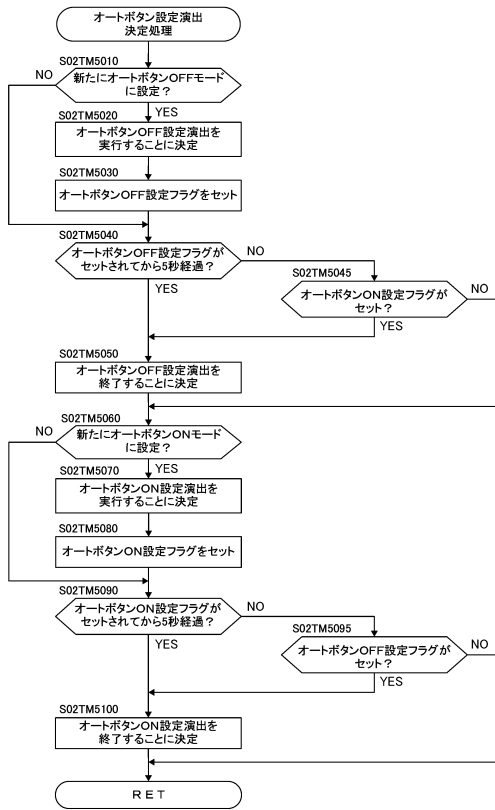 オートボタン設定演出
決定処理
S02TM5010
新たにオートボタンOFFモード
に設定？
NO
YES
S02TM5020
オートボタンOFF設定演出を
実行することに決定
S02TM5030
オートボタンOFF設定フラグをセット
S02TM5040
オートボタンOFF設定フラグが
セットされてから5秒経過？
NO
YES
S02TM5045
オートボタンON設定フラグが
セット？
NO
YES
S02TM5050
オートボタンOFF設定演出を
終了することに決定
S02TM5060
新たにオートボタンONモード
に設定？
NO
YES
S02TM5070
オートボタンON設定演出を
実行することに決定
S02TM5080
オートボタンON設定フラグをセット
S02TM5090
オートボタンON設定フラグが
セットされてから5秒経過？
NO
YES
S02TM5095
オートボタンOFF設定フラグが
セット？
NO
YES
S02TM5100
オートボタンON設定演出を
終了することに決定
ＲＥＴ